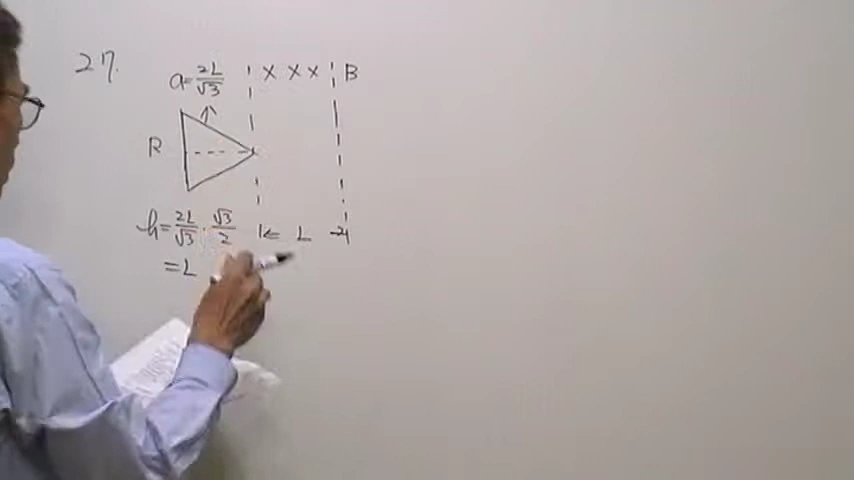 27.
a=2L/√3
× × × B
R
h=2L/√3·√3/2
L
=L